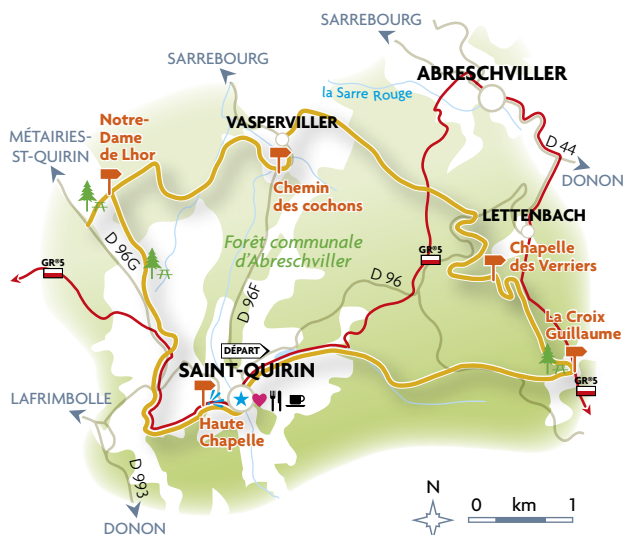 SARREBOURG
SARREBOURG
ABRESCHVILLER
la Sarre Rouge
Notre-
Dame
de Lhor
VASPERVILLER
MÉTAIRIES-
ST-QUIRIN
D 44
DONON
Chemin
des cochons
LETTENBACH
Forêt communale
d'Abreschviller
GR®5
Chapelle
des Verriers
GR®5
D 96G
D 96
D 96F
La Croix
Guillaume
DÉPART
SAINT-QUIRIN
GR®5
LAFRIMBOLLE
Haute
Chapelle
D 993
DONON
N
0 km 1